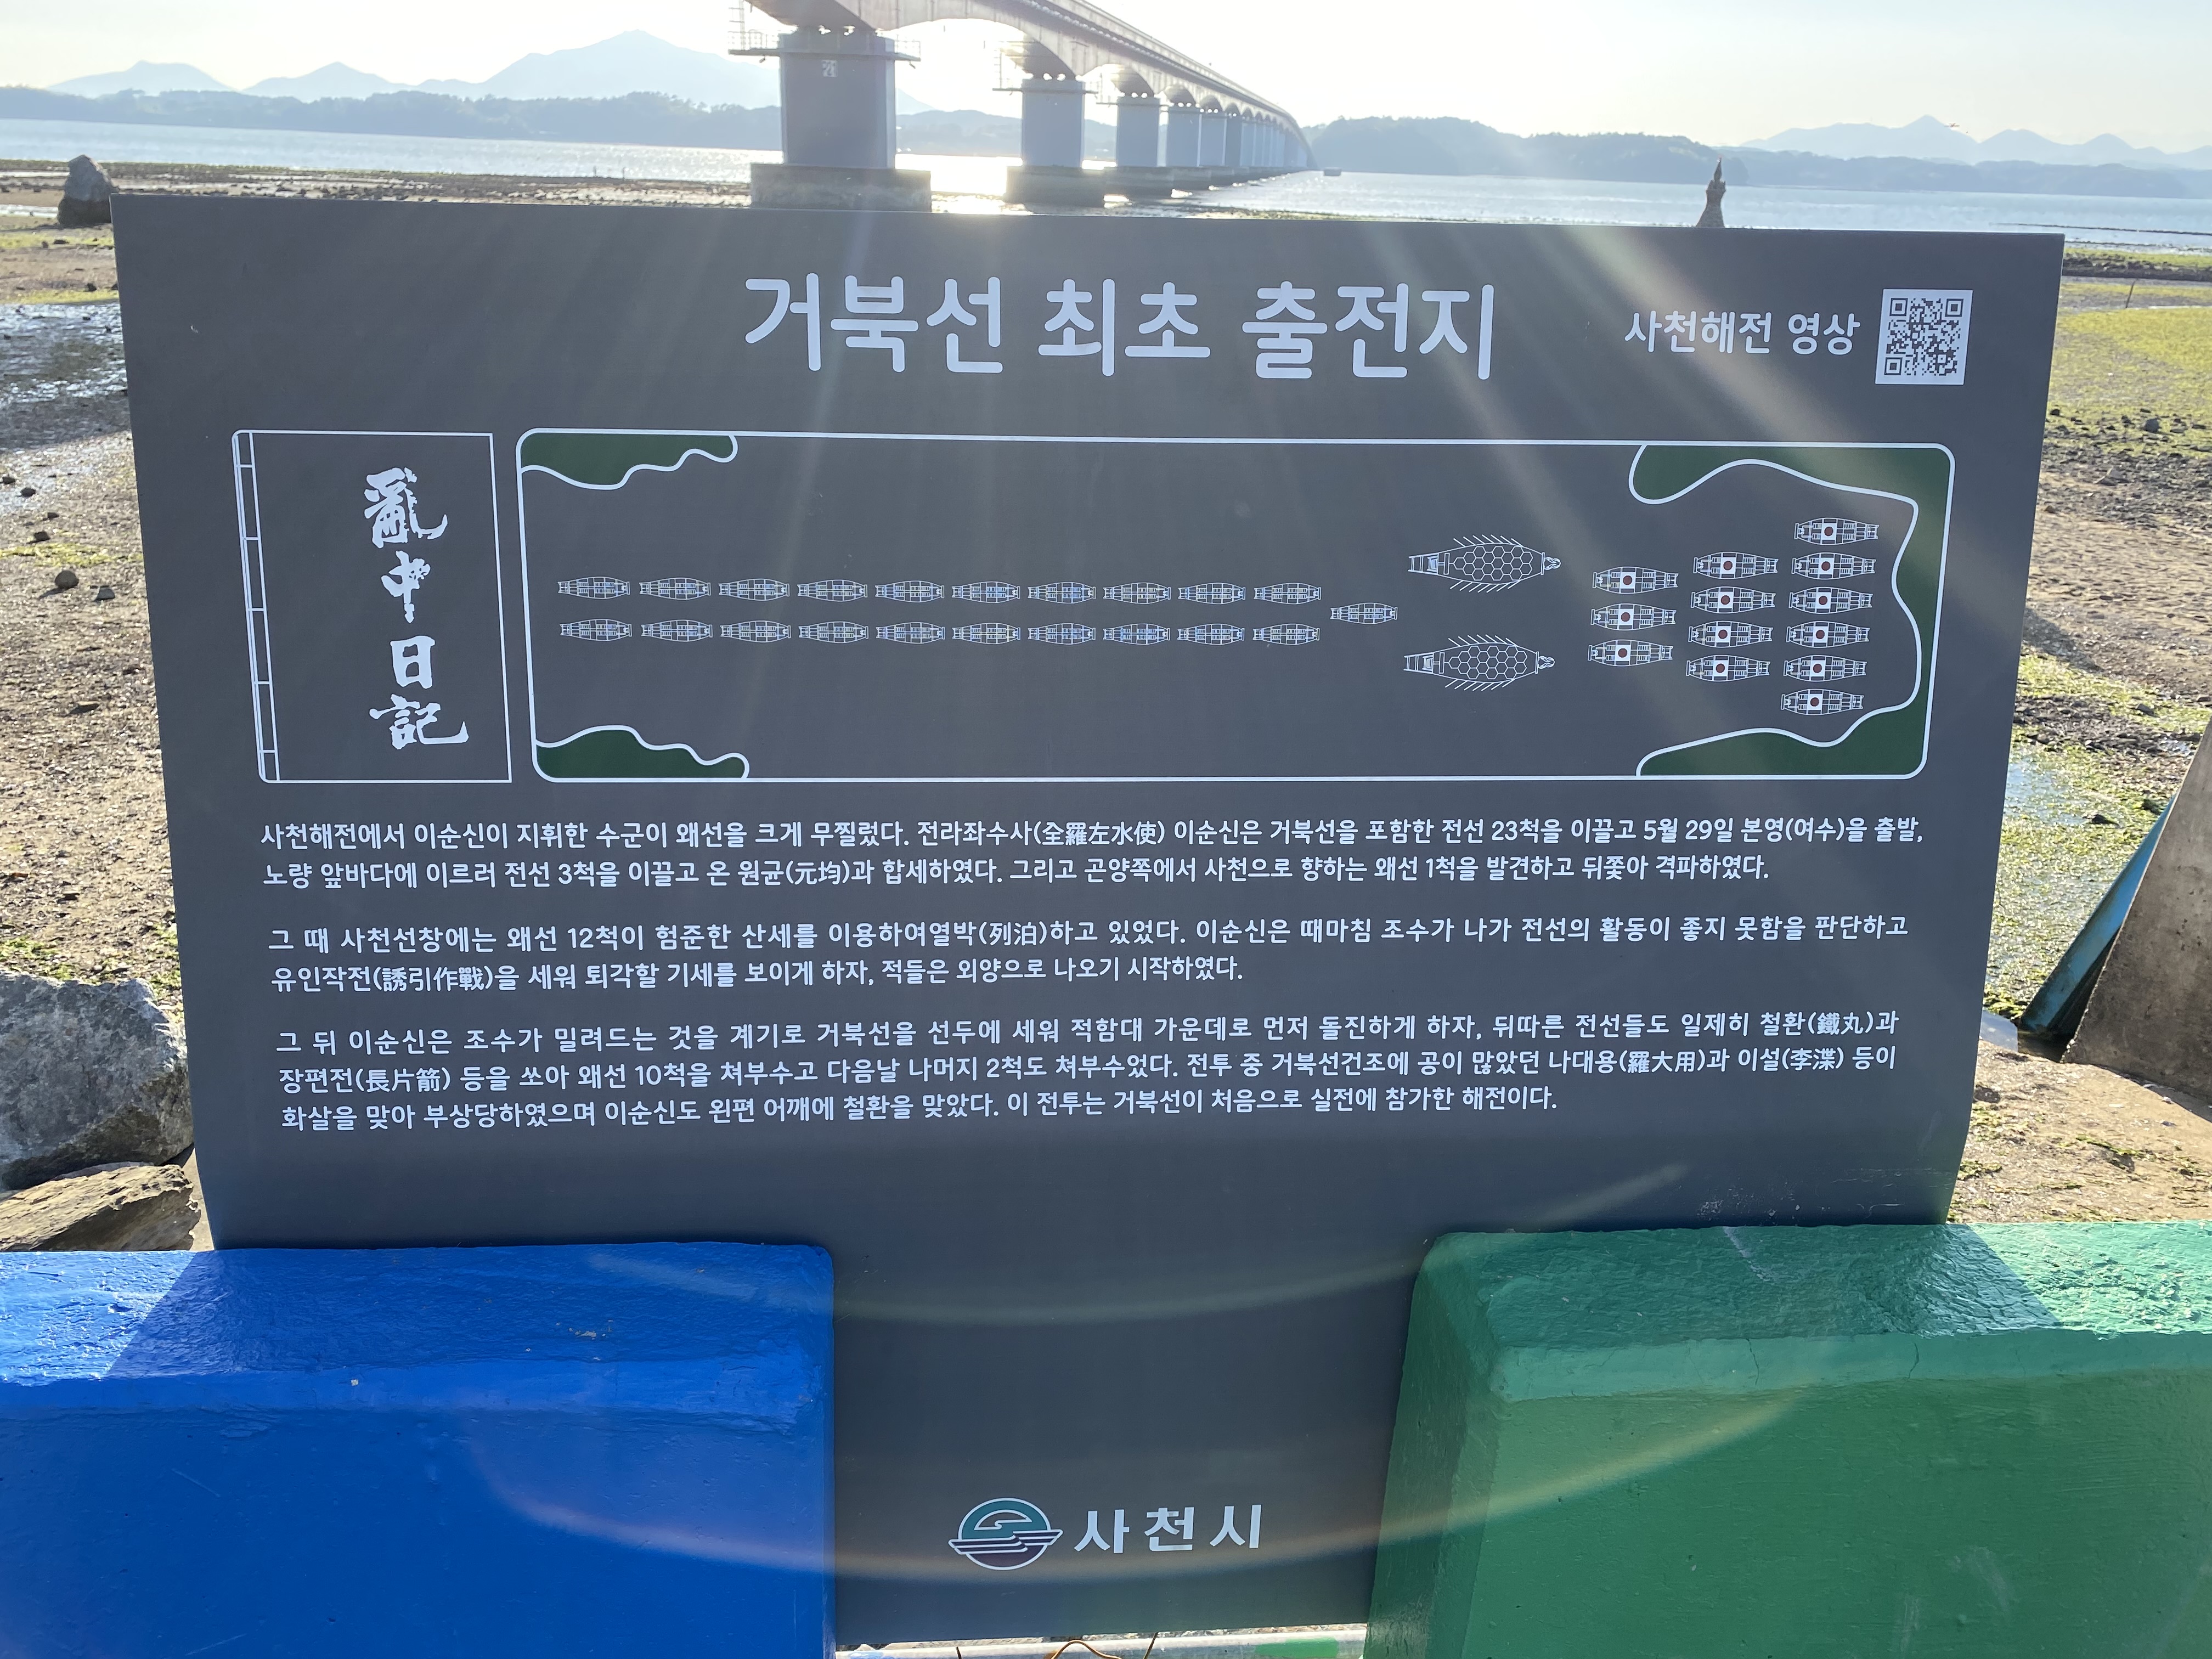 거북선 최초 출전지
사천해전 영상
亂中日記
사천해전에서 이순신이 지휘한 수군이 왜선을 크게 무찔렀다. 전라좌수사(全羅左水使) 이순신은 거북선을 포함한 전선 23척을 이끌고 5월 29일 본영(여수)을 출발,
노량 앞바다에 이르러 전선 3척을 이끌고 온 원균(元均)과 합세하였다. 그리고 곤양쪽에서 사천으로 향하는 왜선 1척을 발견하고 뒤쫓아 격파하였다.
그 때 사천선창에는 왜선 12척이 험준한 산세를 이용하여열박(列泊)하고 있었다. 이순신은 때마침 조수가 나가 전선의 활동이 좋지 못함을 판단하고
유인작전(誘引作戰)을 세워 퇴각할 기세를 보이게 하자, 적들은 외양으로 나오기 시작하였다.
그 뒤 이순신은 조수가 밀려드는 것을 계기로 거북선을 선두에 세워 적함대 가운데로 먼저 돌진하게 하자, 뒤따른 전선들도 일제히 철환(鐵丸)과
장편전(長片箭) 등을 쏘아 왜선 10척을 쳐부수고 다음날 나머지 2척도 쳐부수었다. 전투 중 거북선건조에 공이 많았던 나대용(羅大用)과 이설(李渫) 등이
화살을 맞아 부상당하였으며 이순신도 왼편 어깨에 철환을 맞았다. 이 전투는 거북선이 처음으로 실전에 참가한 해전이다.
사천시